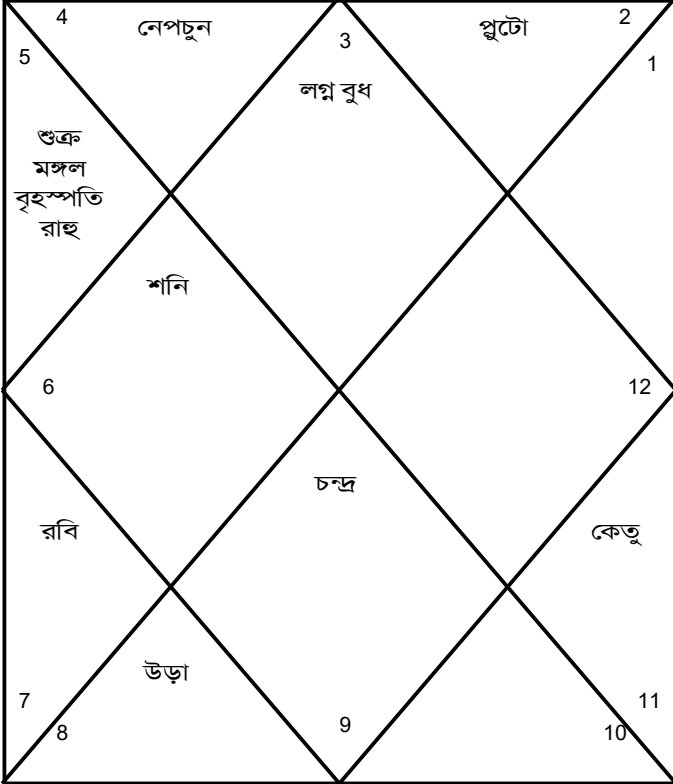 4
নেপচুন
3
প্লুটো
2
5
1
লগ্ন বুধ
শুক্র
মঙ্গল
বৃহস্পতি
রাহু
শনি
6
12
চন্দ্র
রবি
কেতু
উড়া
7
11
8
9
10